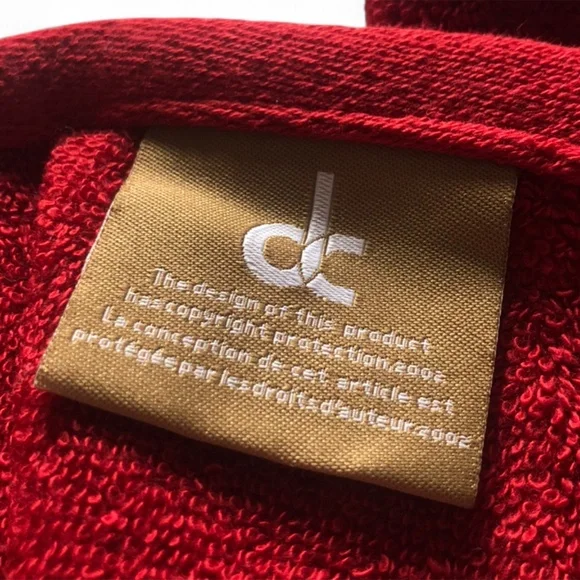 dc
The design of this product
has copyright protection.2002
La conception de cet article est
protégée par les droits d'auteur.2002